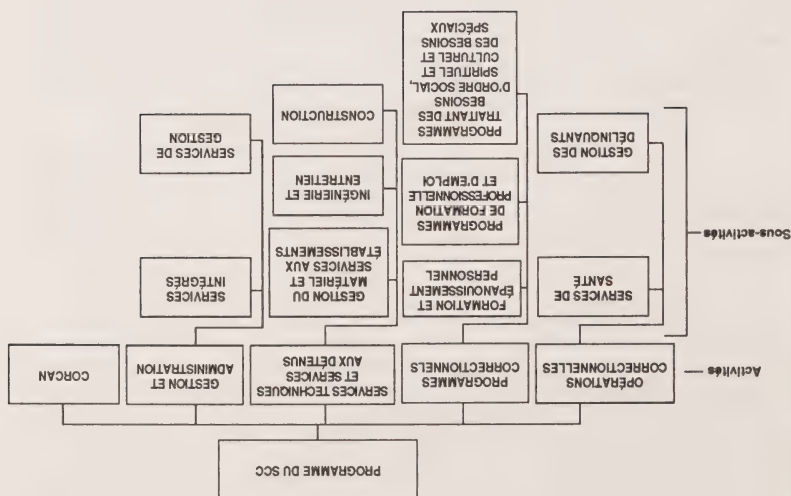 PROGRAMME DU SCC
Activités
OPÉRATIONS
CORRECTIONNELLES
PROGRAMMES
CORRECTIONNELS
SERVICES TECHNIQUES
ET SERVICES
AUX DÉTENUS
GESTION ET
ADMINISTRATION
CORCAN
Sous-activités
SERVICES DE
SANTÉ
GESTION DES
DÉLINQUANTS
FORMATION ET
ÉPANOUISSEMENT
PERSONNEL
PROGRAMMES
DE FORMATION
PROFESSIONNELLE
ET D'EMPLOI
PROGRAMMES
TRAITANT DES
BESOINS
D'ORDRE SOCIAL,
SPIRITUEL ET
CULTUREL ET
DES BESOINS
SPÉCIAUX
GESTION DU
MATÉRIEL ET
SERVICES AUX
ÉTABLISSEMENTS
INGÉNIERIE ET
ENTRETIEN
CONSTRUCTION
SERVICES
INTÉGRÉS
SERVICES DE
GESTION